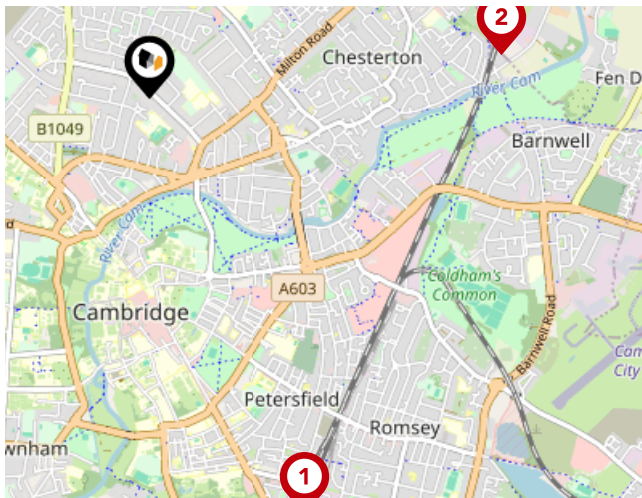 2
Milton Road
Chesterton
River Cam
Fen D
B1049
Barnwell
River Cam
A603
Coldham's
Common
Cambridge
Barnwell Road
Cam
City
Petersfield
Romsey
wnham
1